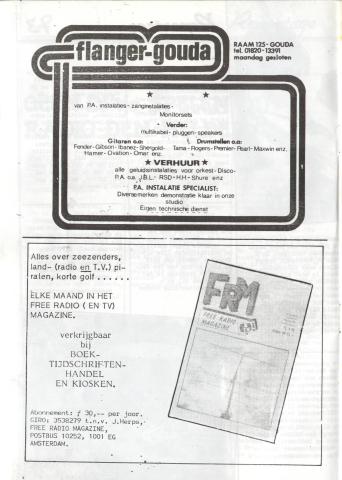 flanger-gouda
RAAM 125 - GOUDA
tel. 01820-13391
maandag gesloten
van P.A. instalaties - zanginstalaties -
Monitorsets
Verder:
multikabel - pluggen - speakers
Gitaren o.a:
Fender - Gibson - Ibanez - Shergold -
Hamer - Ovation - Omar enz.
Drumstellen o.a:
Tama - Rogers - Premier - Pearl - Maxwin enz.
★ VERHUUR ★
alle geluidsinstalaties voor orkest - Disco -
P.A. o.a. J.B.L. - RSD - H.H - Shure enz
P.A. INSTALATIE SPECIALIST:
Diverse merken demonstratie klaar in onze
studio
Eigen technische dienst
Alles over zeezenders,
land- (radio en T.V.) pi-
raten, korte golf ......
ELKE MAAND IN HET
FREE RADIO ( EN TV)
MAGAZINE.
verkrijgbaar
bij
BOEK-
TIJDSCHRIFTEN-
HANDEL
EN KIOSKEN.
Abonnement: ƒ 30,-- per jaar.
GIRO: 3538279 t.n.v. J.Herps,
FREE RADIO MAGAZINE,
POSTBUS 10252, 1001 EG
AMSTERDAM.
FRM
FREE RADIO
MAGAZINE